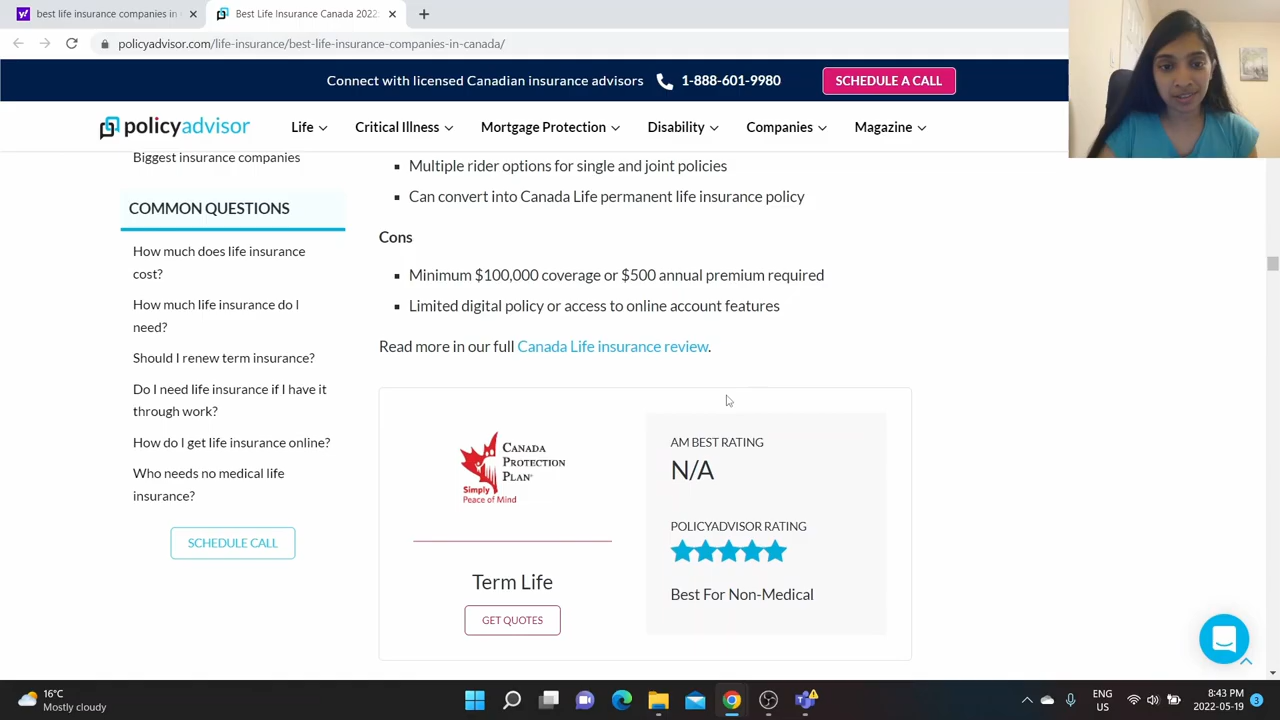 best life insurance companies in
Best Life Insurance Canada 2022
policyadvisor.com/life-insurance/best-life-insurance-companies-in-canada/
Connect with licensed Canadian insurance advisors
1-888-601-9980
SCHEDULE A CALL
policyadvisor
Life
Critical Illness
Mortgage Protection
Disability
Companies
Magazine
Biggest insurance companies
COMMON QUESTIONS
How much does life insurance
cost?
How much life insurance do I
need?
Should I renew term insurance?
Do I need life insurance if I have it
through work?
How do I get life insurance online?
Who needs no medical life
insurance?
SCHEDULE CALL
Multiple rider options for single and joint policies
Can convert into Canada Life permanent life insurance policy
Cons
Minimum $100,000 coverage or $500 annual premium required
Limited digital policy or access to online account features
Read more in our full Canada Life insurance review.
CANADA
PROTECTION
PLAN
Simply
Peace of Mind
Term Life
GET QUOTES
AM BEST RATING
N/A
POLICYADVISOR RATING
Best For Non-Medical
16°C
Mostly cloudy
ENG
US
8:43 PM
2022-05-19
3